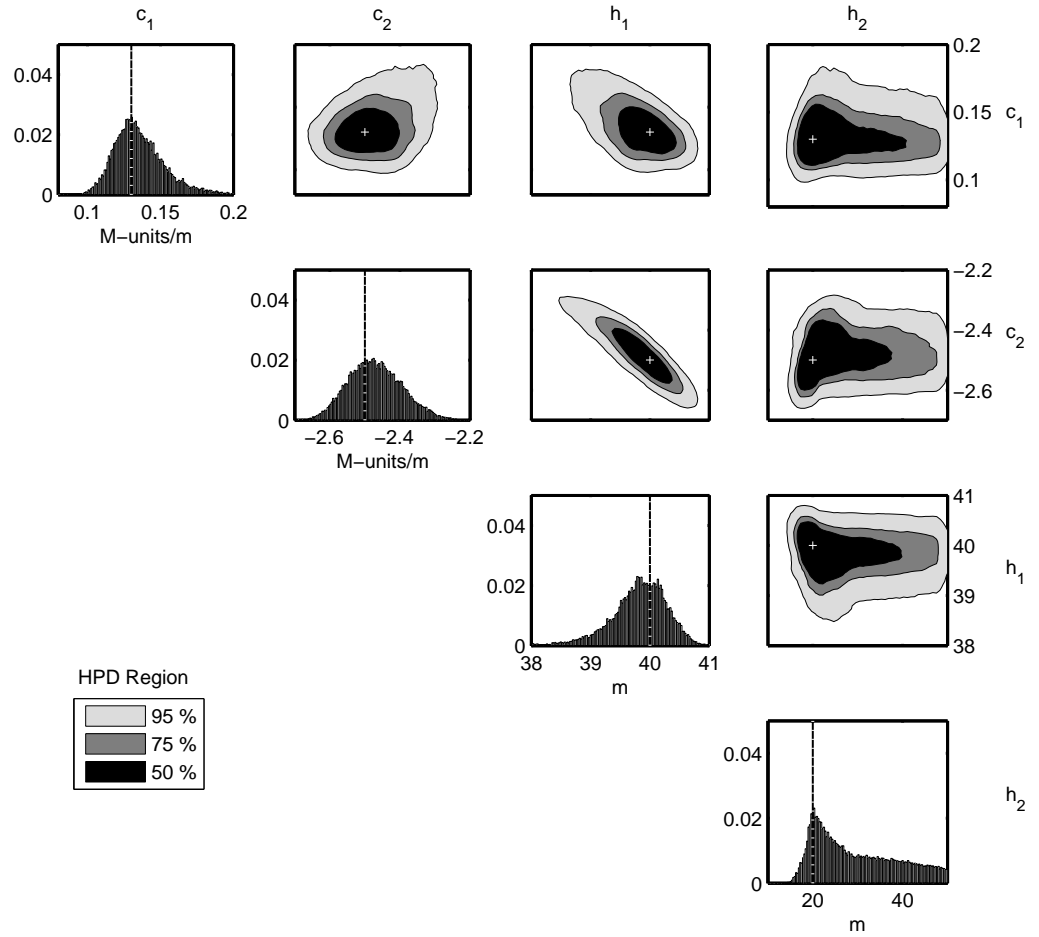 c1 c2 h1 h2
0.04
0.02
0
0.1 0.15 0.2
M−units/m
0.2
0.15 c1
0.1
0.04
0.02
0
−2.6 −2.4 −2.2
M−units/m
−2.2
−2.4 c2
−2.6
0.04
0.02
0
38 39 40 41
m
41
40
39 h1
38
HPD Region
95 %
75 %
50 %
0.04
0.02
0
20 40
m
h2